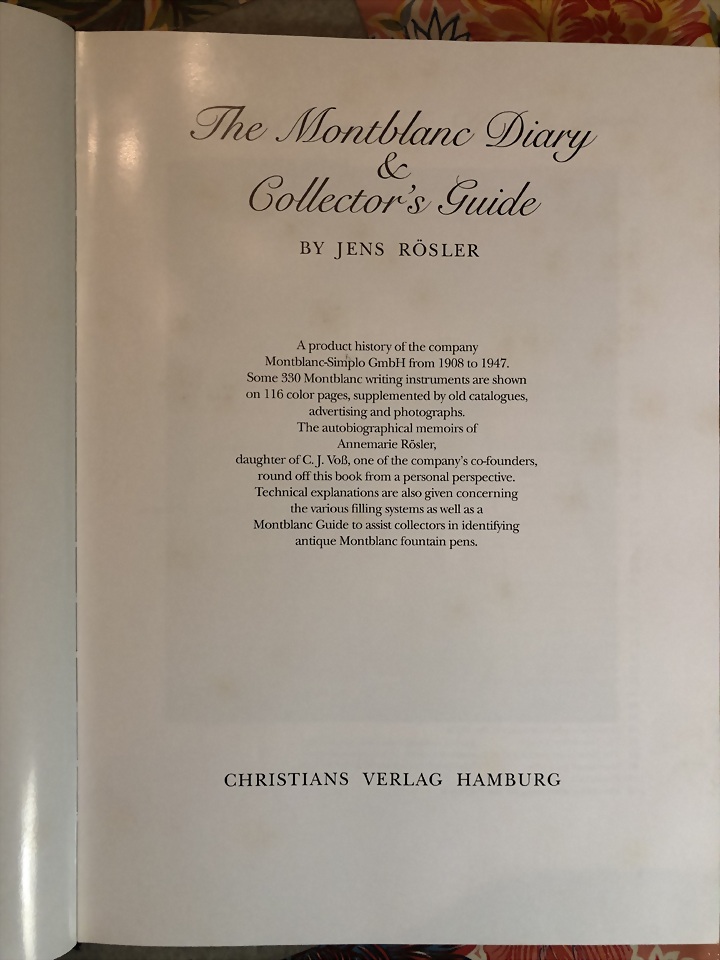 The Montblanc Diary
&
Collector's Guide
BY JENS RÖSLER
A product history of the company
Montblanc-Simplo GmbH from 1908 to 1947.
Some 330 Montblanc writing instruments are shown
on 116 color pages, supplemented by old catalogues,
advertising and photographs.
The autobiographical memoirs of
Annemarie Rösler,
daughter of C. J. Voß, one of the company's co-founders,
round off this book from a personal perspective.
Technical explanations are also given concerning
the various filling systems as well as a
Montblanc Guide to assist collectors in identifying
antique Montblanc fountain pens.
CHRISTIANS VERLAG HAMBURG